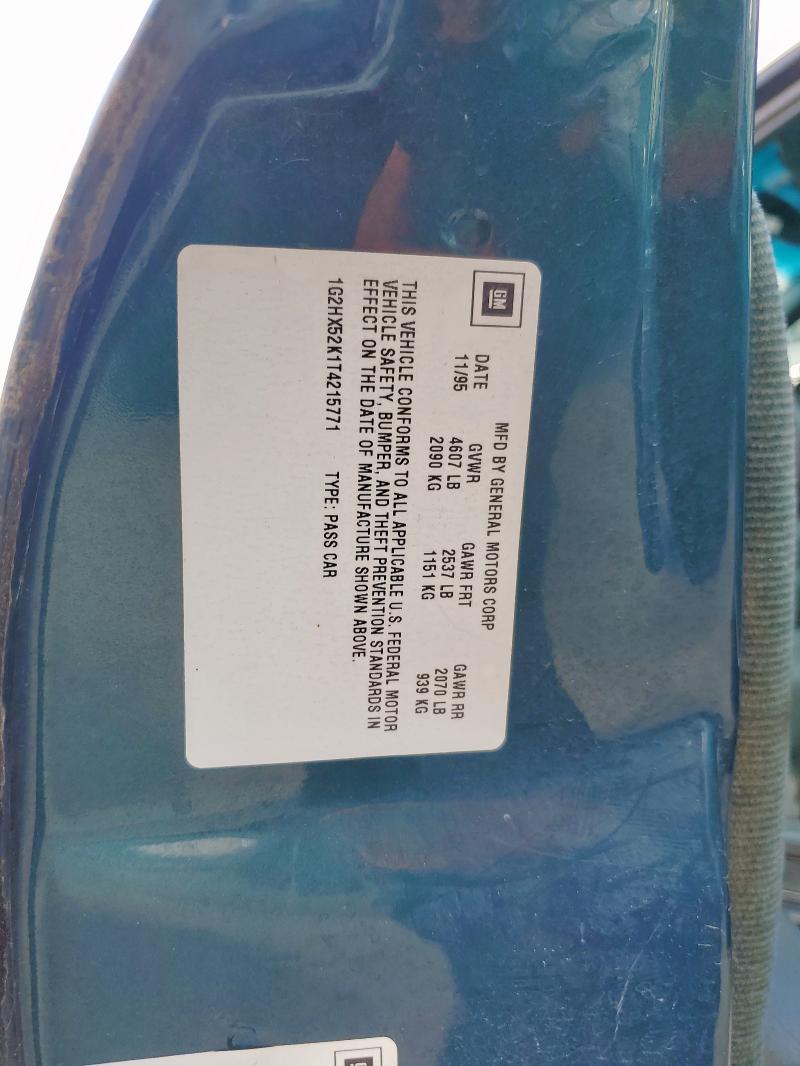 GM
MFD BY GENERAL MOTORS CORP
DATE GVWR GAWR FRT GAWR RR
11/95 4607 LB 2537 LB 2070 LB
2090 KG 1151 KG 939 KG
THIS VEHICLE CONFORMS TO ALL APPLICABLE U.S. FEDERAL MOTOR
VEHICLE SAFETY, BUMPER, AND THEFT PREVENTION STANDARDS IN
EFFECT ON THE DATE OF MANUFACTURE SHOWN ABOVE.
1G2HX52K1T4215771 TYPE: PASS CAR